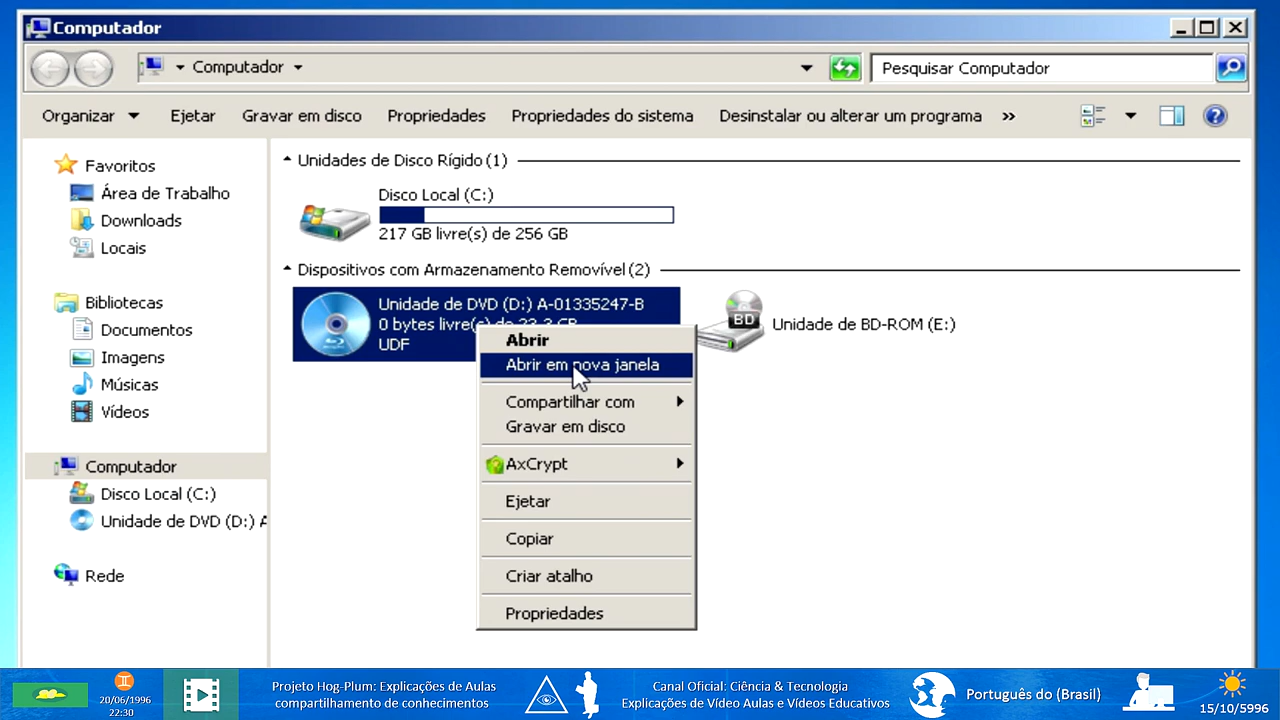 Computador
Computador
Pesquisar Computador
Organizar Ejetar Gravar em disco Propriedades Propriedades do sistema Desinstalar ou alterar um programa »
Favoritos
Área de Trabalho
Downloads
Locais
Bibliotecas
Documentos
Imagens
Músicas
Vídeos
Computador
Disco Local (C:)
Unidade de DVD (D:) A
Rede
Unidades de Disco Rígido (1)
Disco Local (C:)
217 GB livre(s) de 256 GB
Dispositivos com Armazenamento Removível (2)
Unidade de DVD (D:) A-01335247-B
0 bytes livre(s) de 23,3 GB
UDF
BD
Unidade de BD-ROM (E:)
Abrir
Abrir em nova janela
Compartilhar com
Gravar em disco
AxCrypt
Ejetar
Copiar
Criar atalho
Propriedades
20/06/1996
22:30
Projeto Hog-Plum: Explicações de Aulas
compartilhamento de conhecimentos
Canal Oficial: Ciência & Tecnologia
Explicações de Vídeo Aulas e Vídeos Educativos
Português do (Brasil)
15/10/5996